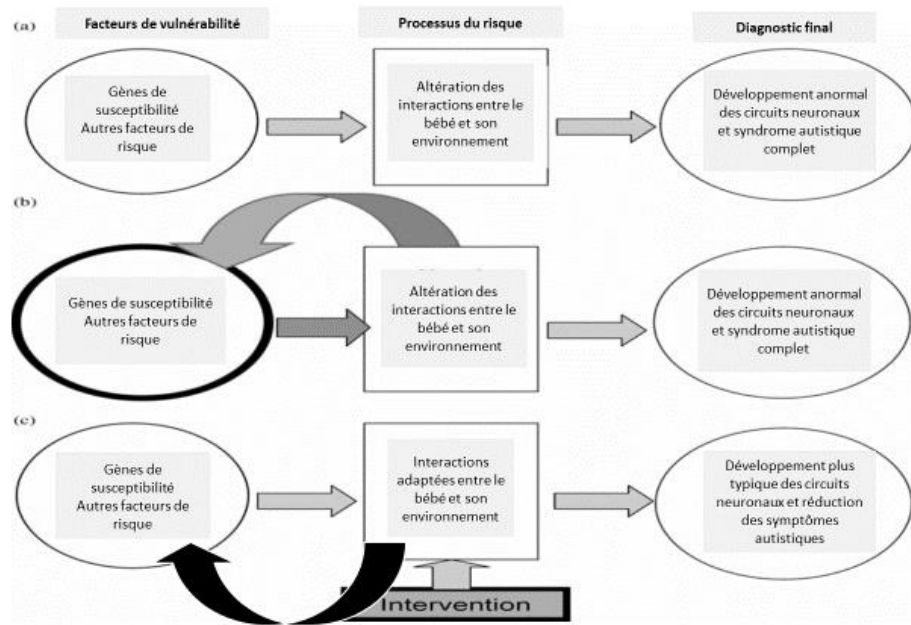 Facteurs de vulnérabilité
Processus du risque
Diagnostic final
(a)
Gènes de
susceptibilité
Autres facteurs de
risque
Altération des
interactions entre le
bébé et son
environnement
Développement anormal
des circuits neuronaux
et syndrome autistique
complet
(b)
Gènes de susceptibilité
Autres facteurs de
risque
Altération des
interactions entre le
bébé et son
environnement
Développement anormal
des circuits neuronaux
et syndrome autistique
complet
(c)
Gènes de
susceptibilité
Autres facteurs de
risque
Interactions
adaptées entre le
bébé et son
environnement
Développement plus
typique des circuits
neuronaux et réduction
des symptômes
autistiques
Intervention